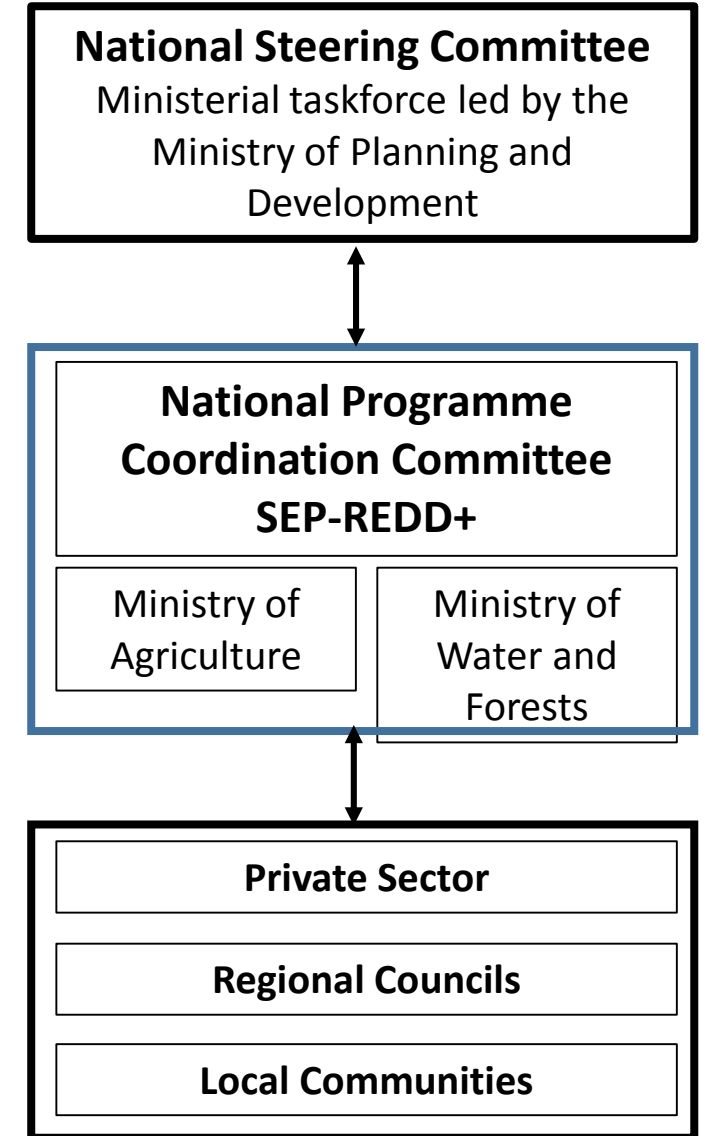 National Steering Committee
Ministerial taskforce led by the
Ministry of Planning and
Development
National Programme
Coordination Committee
SEP-REDD+
Ministry of
Agriculture
Ministry of
Water and
Forests
Private Sector
Regional Councils
Local Communities